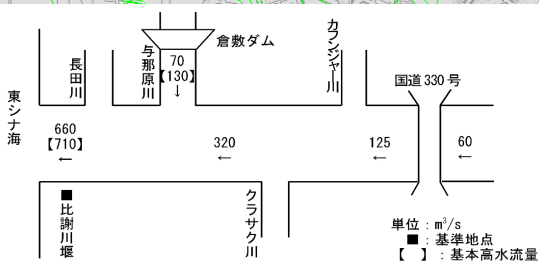 倉敷ダム
カフンジャー川
与那原川
長田川
70
【130】
↓
国道330号
東シナ海
660
【710】
←
320
←
125
←
60
←
■
比謝川堰
クラサク川
単位：m³/s
■：基準地点
【　】：基本高水流量